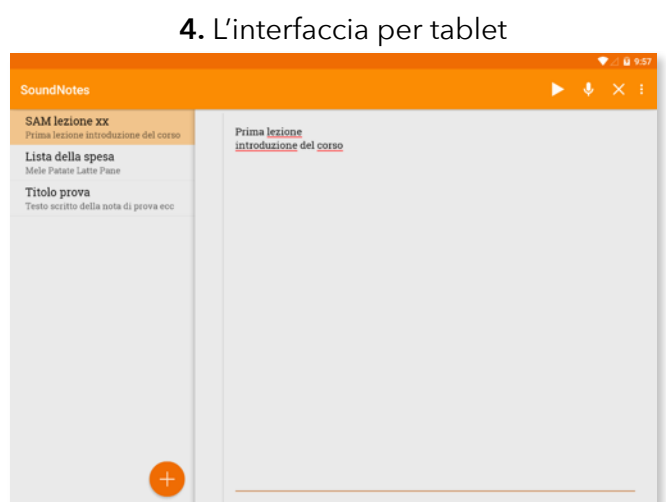 4. L'interfaccia per tablet
9:57
SoundNotes
SAM lezione xx
Prima lezione introduzione del corso
Lista della spesa
Mele Patate Latte Pane
Titolo prova
Testo scritto della nota di prova ecc
Prima lezione
introduzione del corso